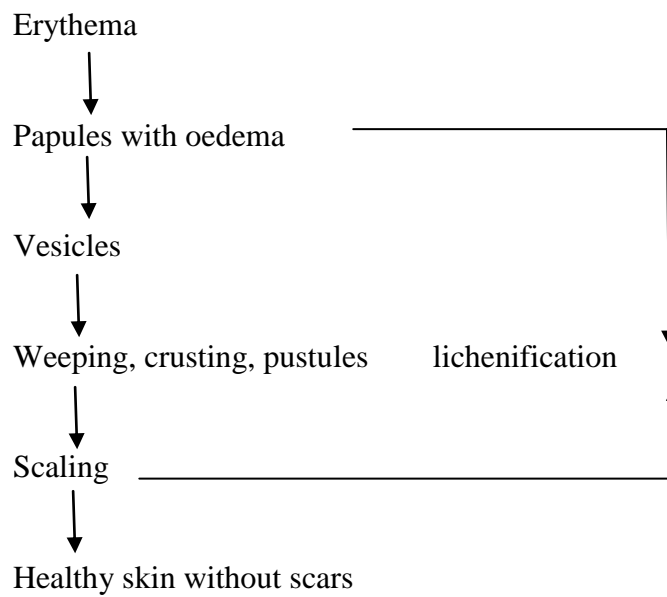 Erythema
Papules with oedema
Vesicles
Weeping, crusting, pustules lichenification
Scaling
Healthy skin without scars